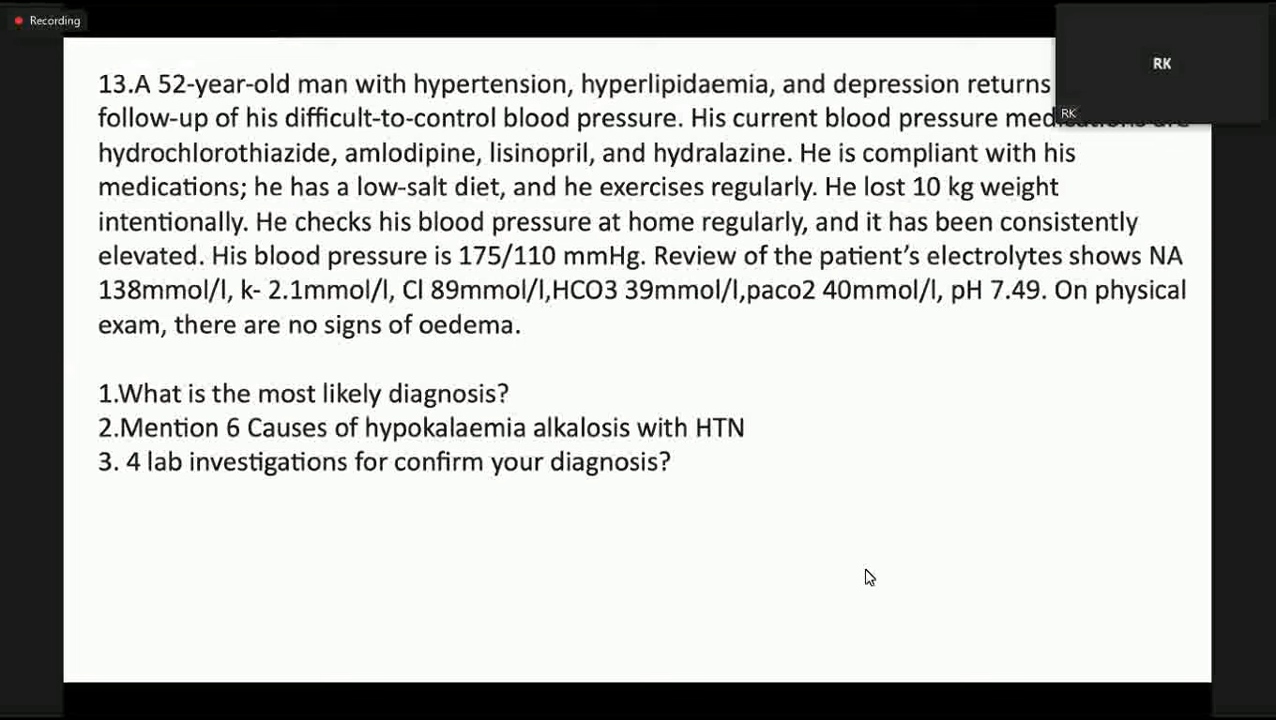 Recording
RK
RK
13.A 52-year-old man with hypertension, hyperlipidaemia, and depression returns
follow-up of his difficult-to-control blood pressure. His current blood pressure
hydrochlorothiazide, amlodipine, lisinopril, and hydralazine. He is compliant with his
medications; he has a low-salt diet, and he exercises regularly. He lost 10 kg weight
intentionally. He checks his blood pressure at home regularly, and it has been consistently
elevated. His blood pressure is 175/110 mmHg. Review of the patient’s electrolytes shows NA
138mmol/l, k- 2.1mmol/l, Cl 89mmol/l,HCO3 39mmol/l,paco2 40mmol/l, pH 7.49. On physical
exam, there are no signs of oedema.
1.What is the most likely diagnosis?
2.Mention 6 Causes of hypokalaemia alkalosis with HTN
3. 4 lab investigations for confirm your diagnosis?